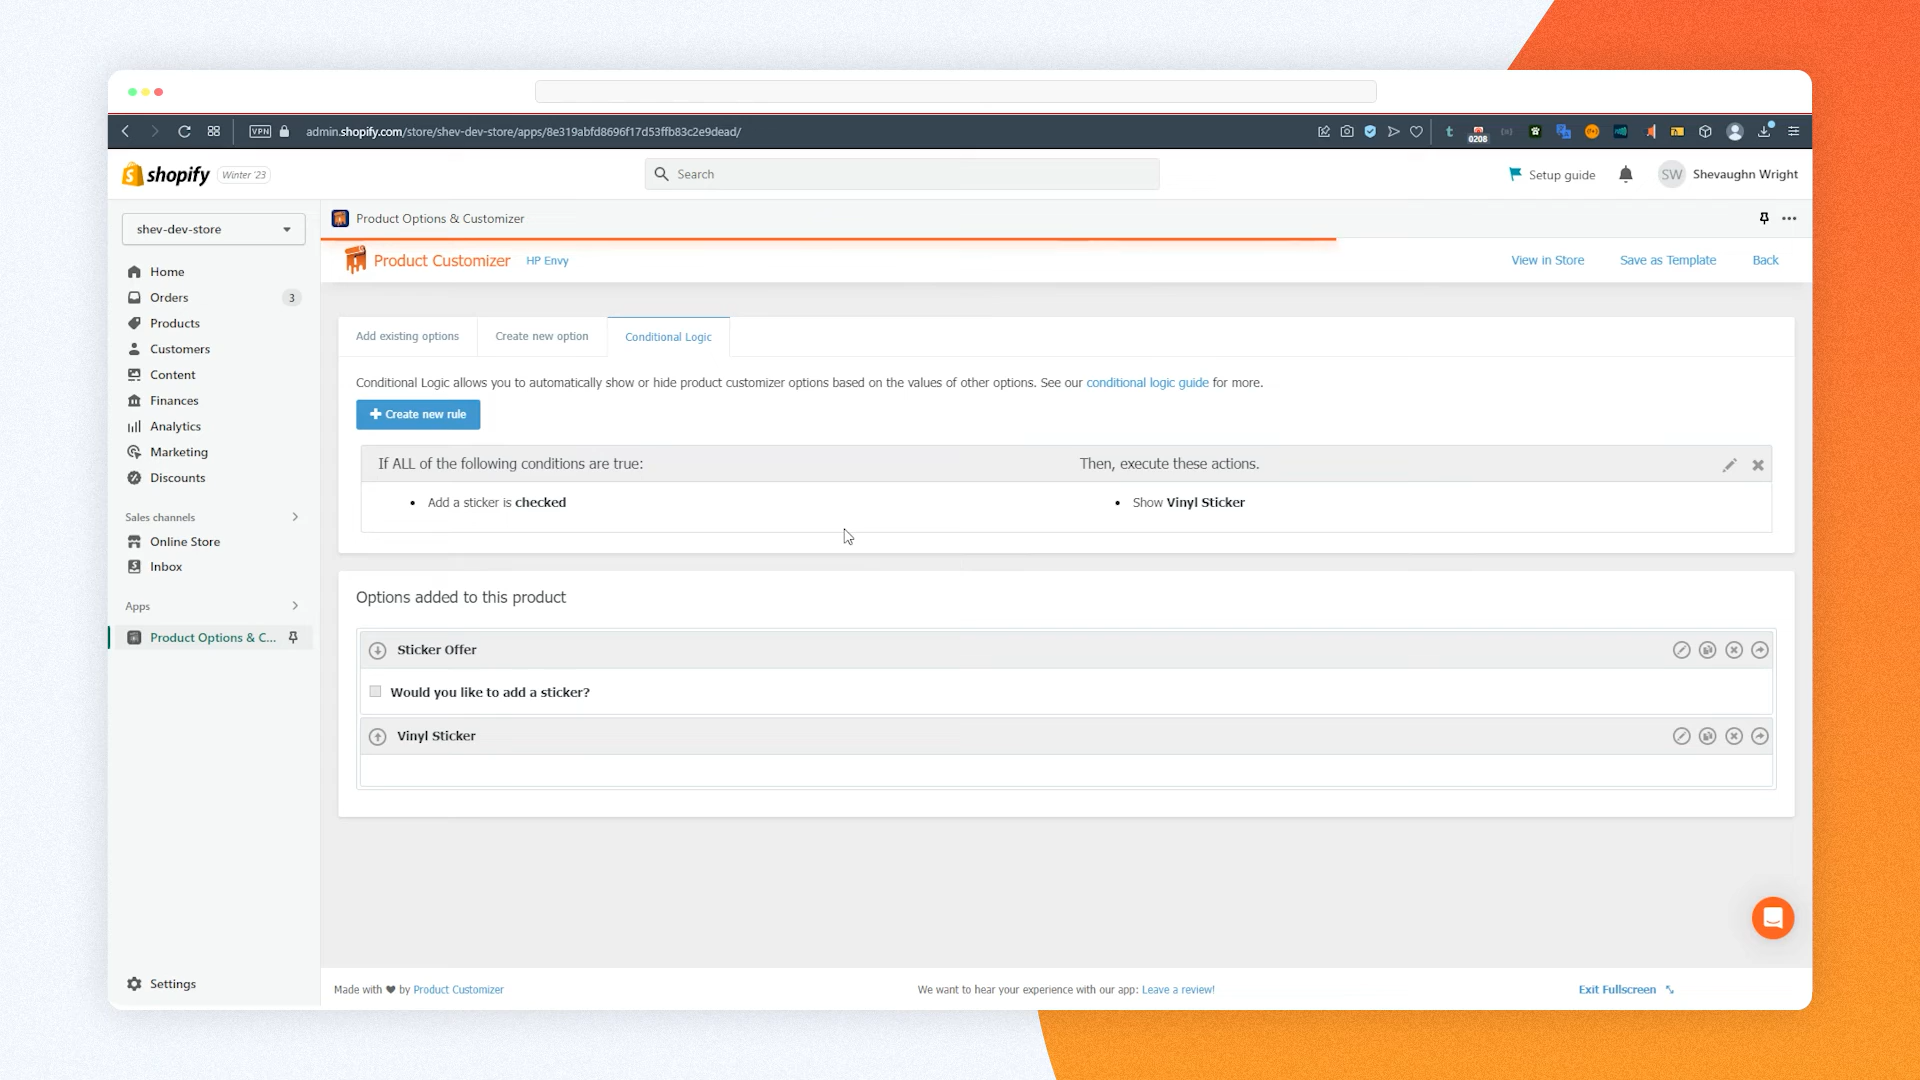 VPN
admin.shopify.com/store/shev-dev-store/apps/8e319abfd8696f17d53ffb83c2e9dead/
0208
shopify Winter '23
Search
Setup guide
SW Shevaughn Wright
shev-dev-store
Home
Orders 3
Products
Customers
Content
Finances
Analytics
Marketing
Discounts
Sales channels
Online Store
Inbox
Apps
Product Options & C...
Settings
Product Options & Customizer
Product Customizer HP Envy
View in Store Save as Template Back
Add existing options Create new option Conditional Logic
Conditional Logic allows you to automatically show or hide product customizer options based on the values of other options. See our conditional logic guide for more.
Create new rule
If ALL of the following conditions are true: Then, execute these actions.
• Add a sticker is checked • Show Vinyl Sticker
Options added to this product
Sticker Offer
Would you like to add a sticker?
Vinyl Sticker
Made with ♥ by Product Customizer
We want to hear your experience with our app: Leave a review!
Exit Fullscreen